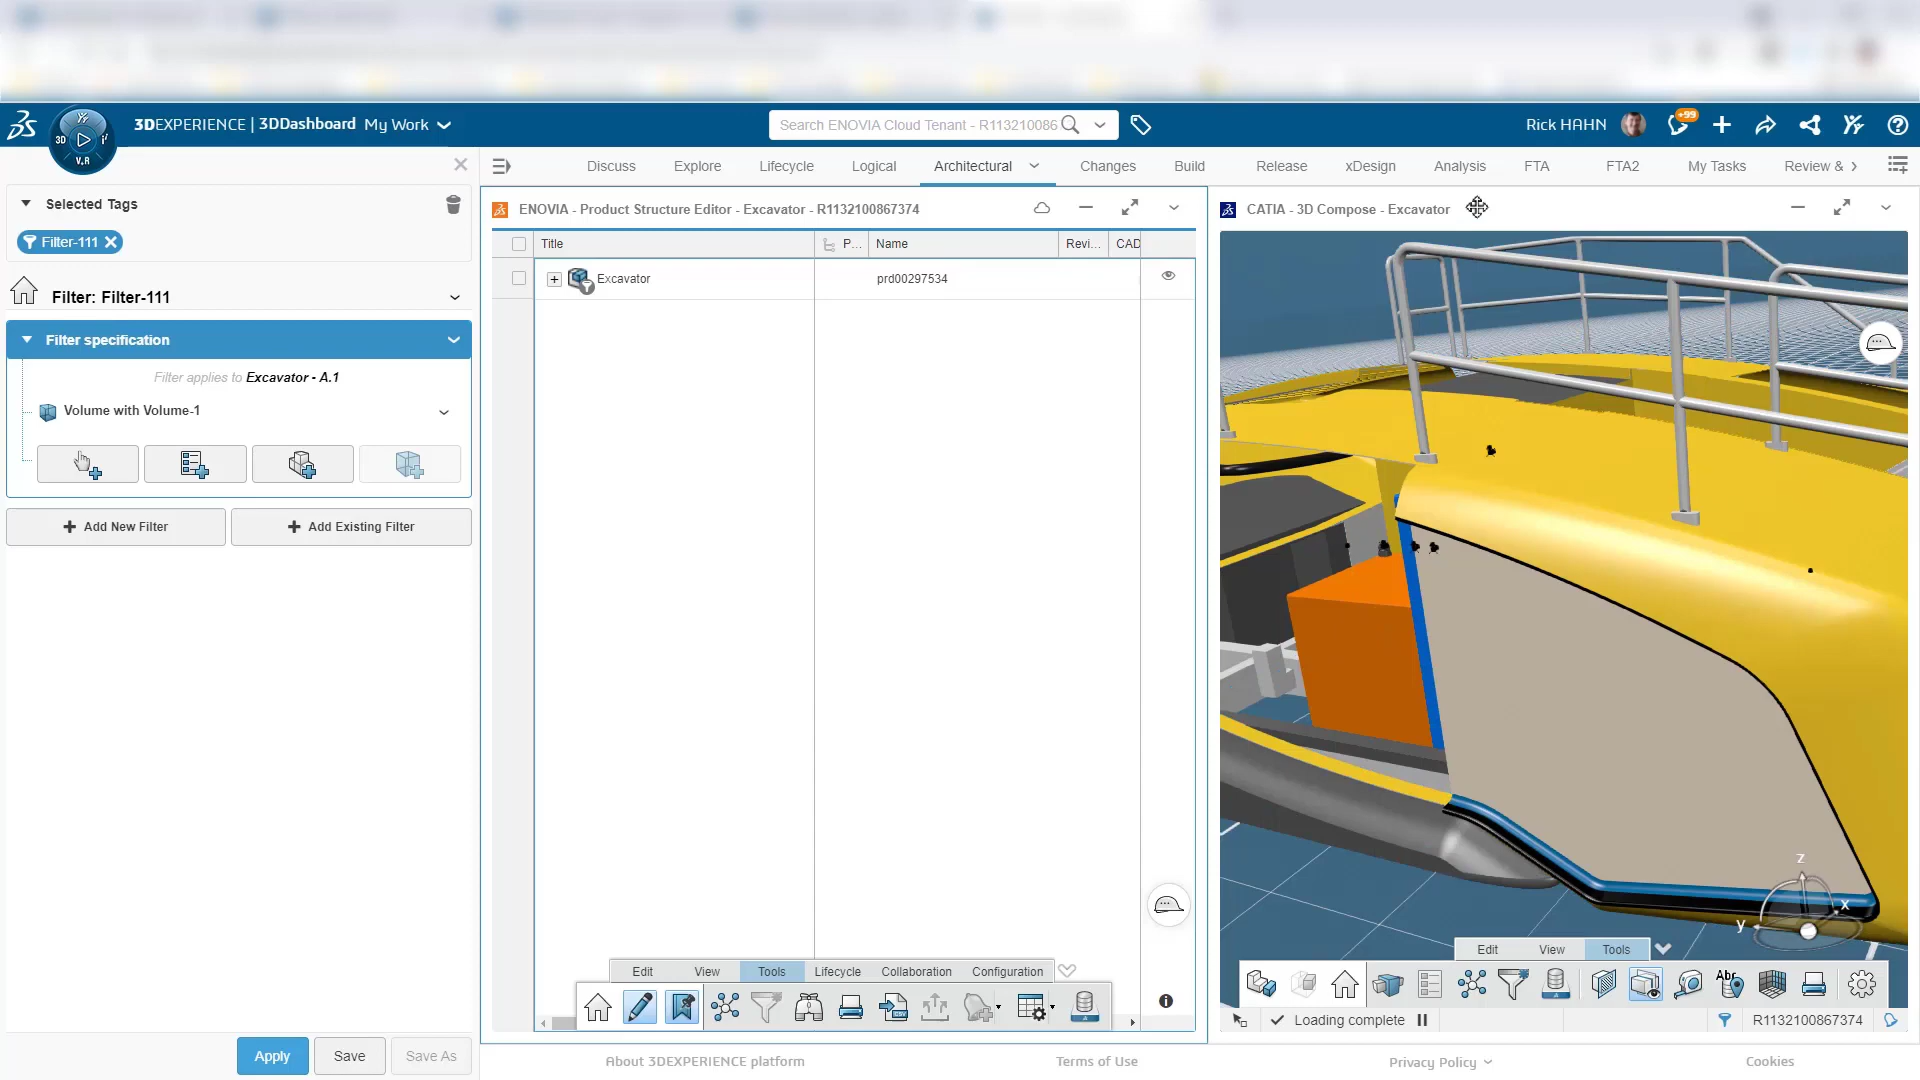 3DEXPERIENCE | 3DDashboard My Work
Search ENOVIA Cloud Tenant - R113210086
Rick HAHN
+99
3D
V.R
Discuss Explore Lifecycle Logical Architectural Changes Build Release xDesign Analysis FTA FTA2 My Tasks Review &
Selected Tags
Filter-111
Filter: Filter-111
Filter specification
Filter applies to Excavator - A.1
Volume with Volume-1
Add New Filter
Add Existing Filter
Apply
Save
Save As
ENOVIA - Product Structure Editor - Excavator - R1132100867374
Title P... Name Revi... CAD
Excavator prd00297534
Edit View Tools Lifecycle Collaboration Configuration
CATIA - 3D Compose - Excavator
z
x
y
Edit View Tools
Abc
Loading complete
R1132100867374
About 3DEXPERIENCE platform
Terms of Use
Privacy Policy
Cookies